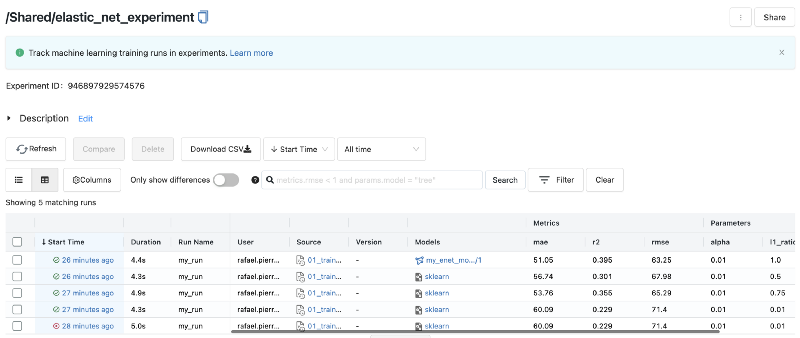 /Shared/elastic_net_experiment
Share
Track machine learning training runs in experiments. Learn more
Experiment ID: 946897929574576
Description Edit
Refresh Compare Delete Download CSV Start Time All time
Columns Only show differences metrics.rmse < 1 and params.model = "tree" Search Filter Clear
Showing 5 matching runs
Metrics Parameters
Start Time Duration Run Name User Source Version Models mae r2 rmse alpha l1_ratio
26 minutes ago 4.4s my_run rafael.pierr... 01_train... - my_enet_mo.../1 51.05 0.395 63.25 0.01 1.0
26 minutes ago 4.3s my_run rafael.pierr... 01_train... - sklearn 56.74 0.301 67.98 0.01 0.5
27 minutes ago 4.9s my_run rafael.pierr... 01_train... - sklearn 53.76 0.355 65.29 0.01 0.75
27 minutes ago 4.3s my_run rafael.pierr... 01_train... - sklearn 60.09 0.229 71.4 0.01
28 minutes ago 5.0s my_run rafael.pierr... 01_train... - sklearn 60.09 0.229 71.4 0.01